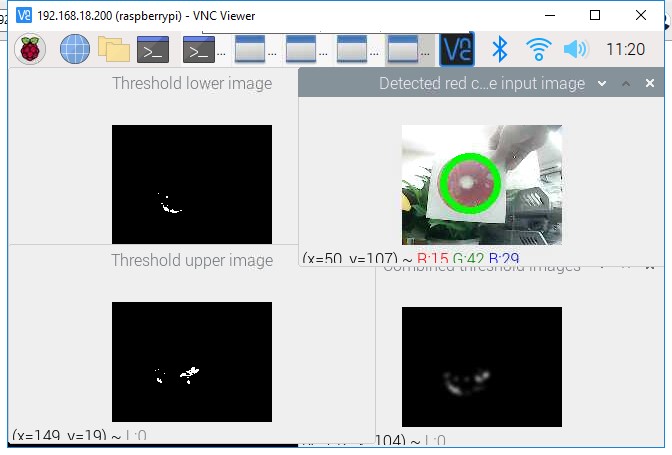 192.168.18.200 (raspberrypi) - VNC Viewer
11:20
Threshold lower image
Detected red c...e input image
(x=50, y=107) ~ R:15 G:42 B:29
Threshold upper image
Combined threshold images
(x=149, y=19) ~ L:0
104) ~ L:0